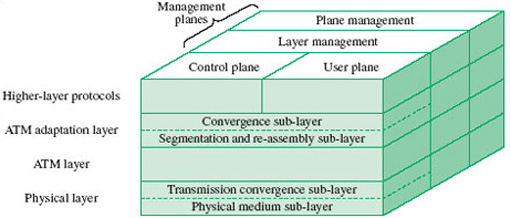 Management
planes
Plane management
Layer management
Control plane
User plane
Higher-layer protocols
Convergence sub-layer
ATM adaptation layer
Segmentation and re-assembly sub-layer
ATM layer
Transmission convergence sub-layer
Physical layer
Physical medium sub-layer